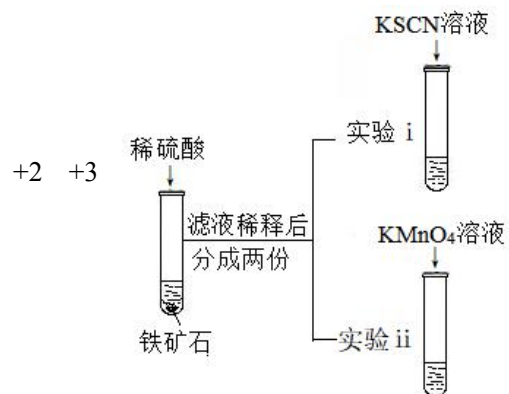 KSCN溶液
实验 i
+2 +3
稀硫酸
滤液稀释后
分成两份
铁矿石
KMnO₄溶液
实验 ii